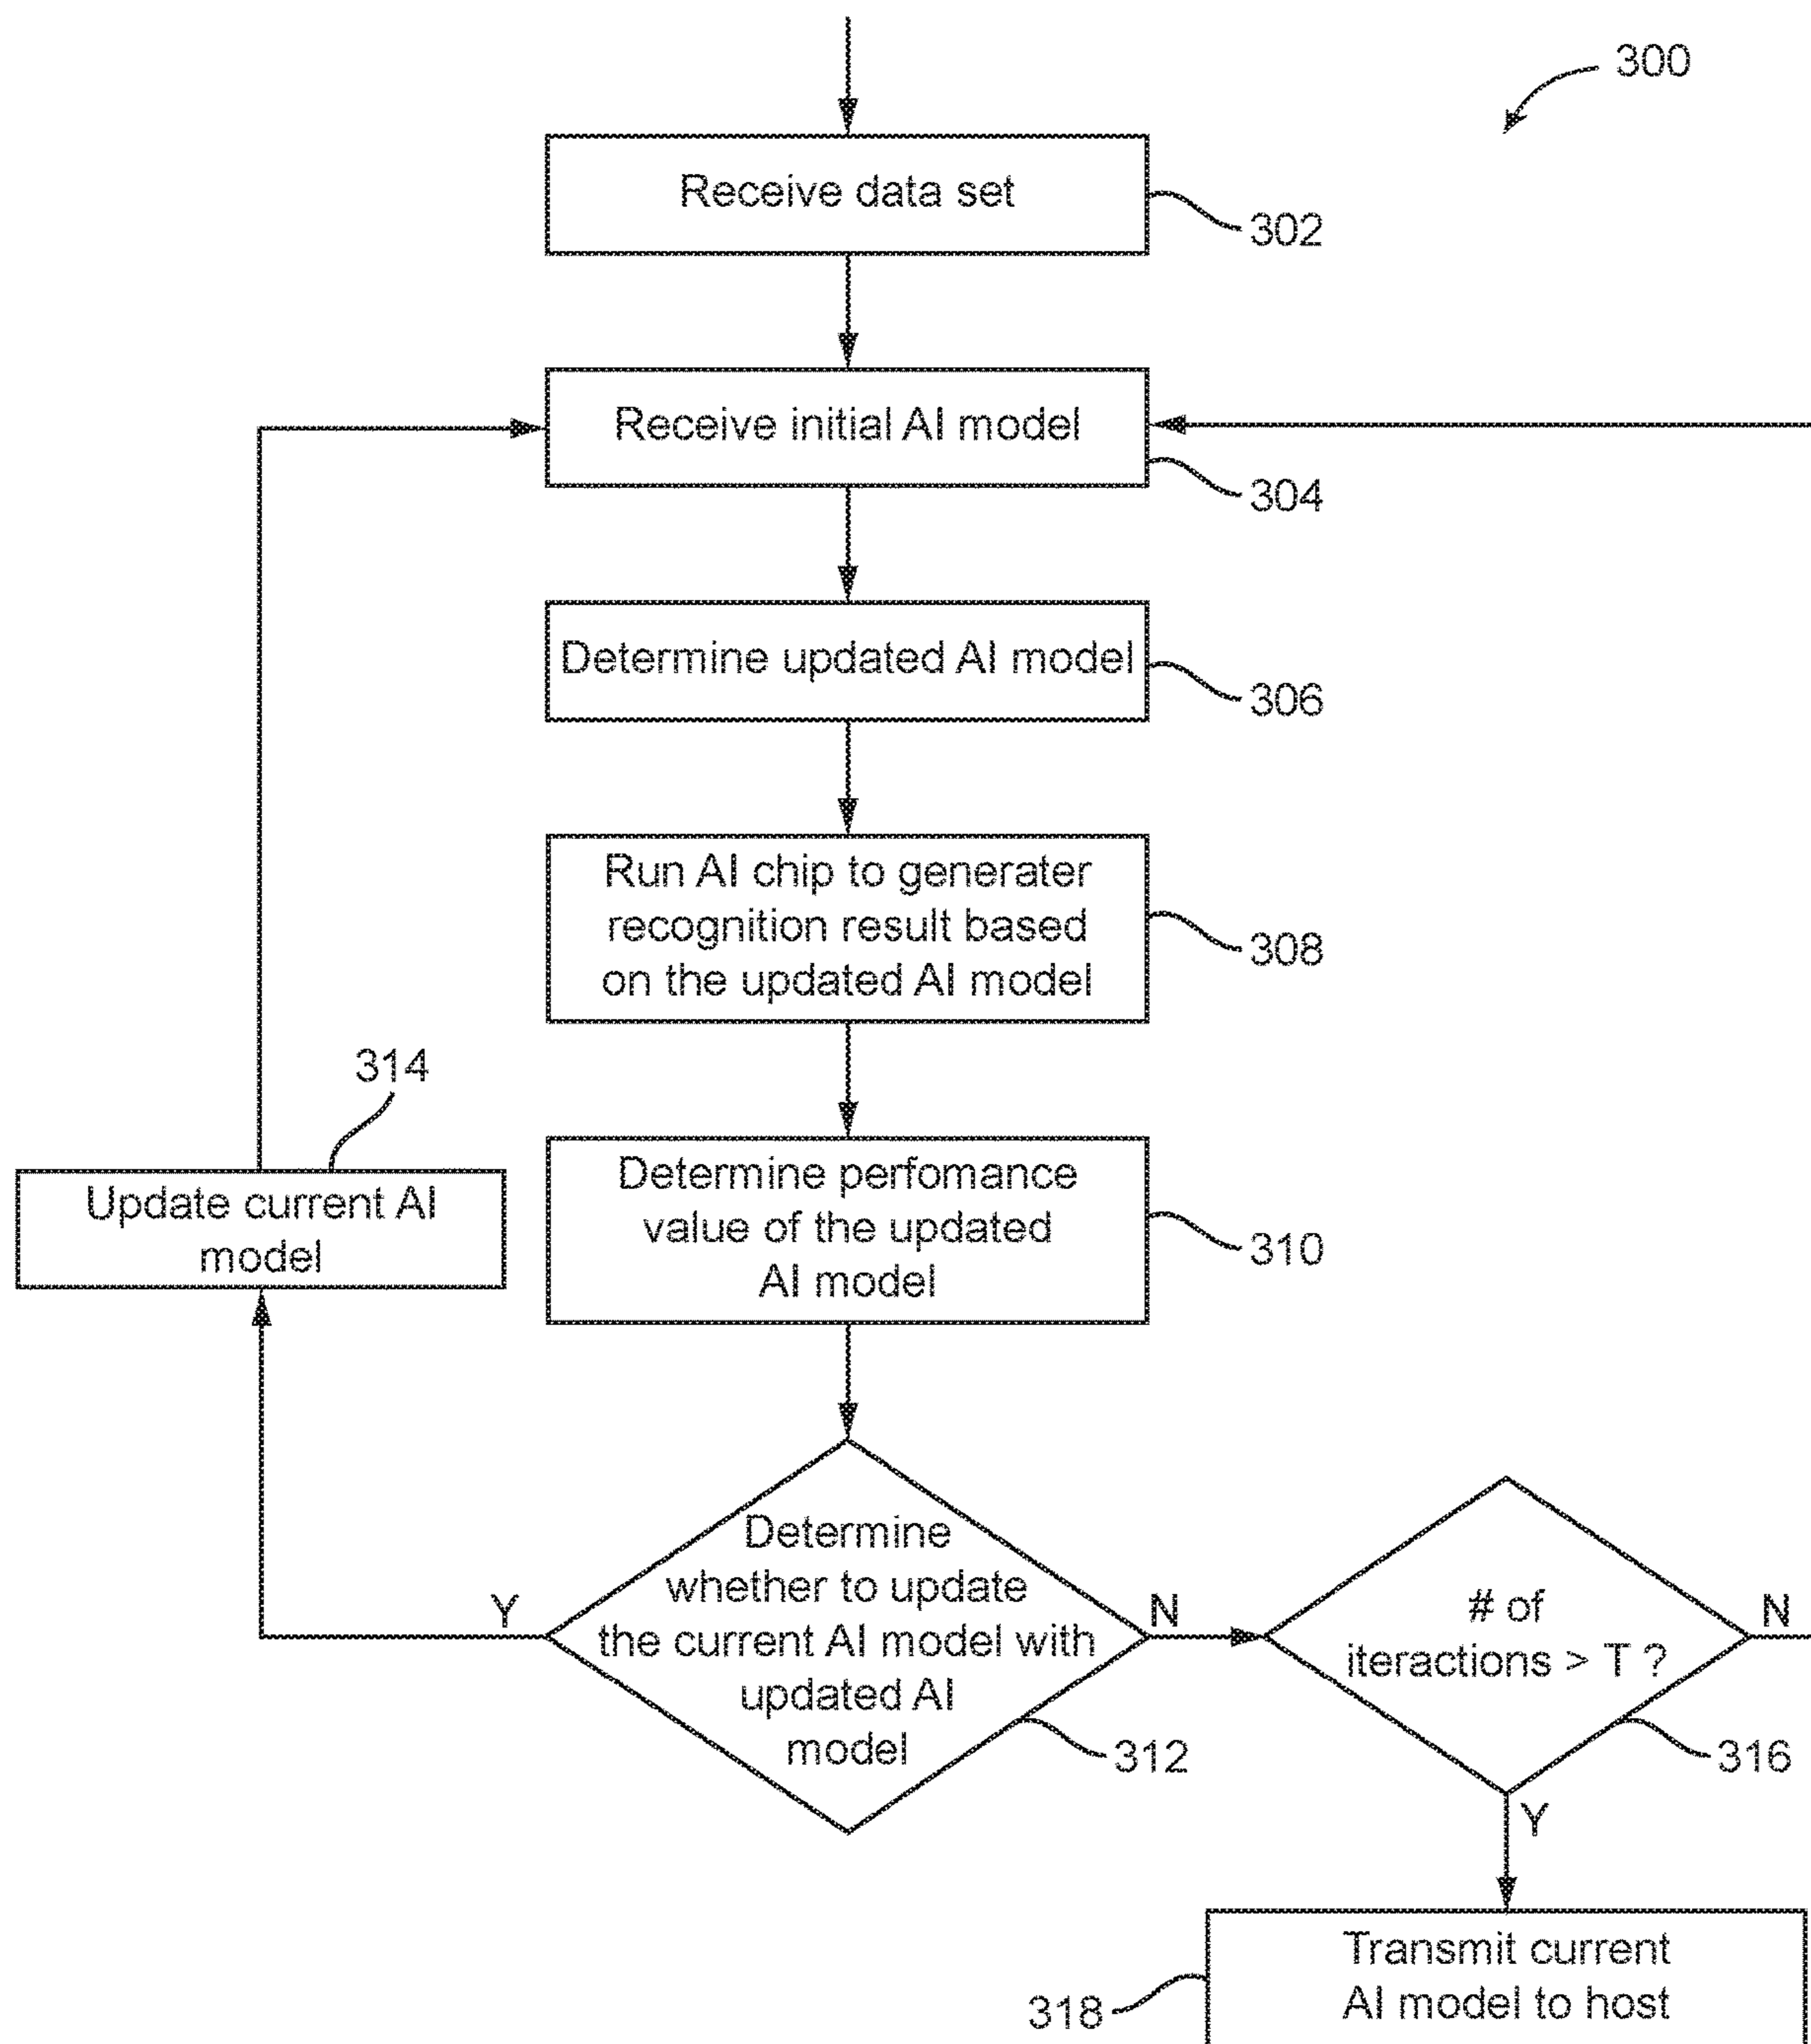 300
Receive data set
302
Receive initial AI model
304
Determine updated AI model
306
Run AI chip to generater
recognition result based
on the updated AI model
308
314
Update current AI
model
Determine perfomance
value of the updated
AI model
310
Y
Determine
whether to update
the current AI model with
updated AI
model
N
312
# of
iteractions > T ?
N
316
Y
Transmit current
AI model to host
318